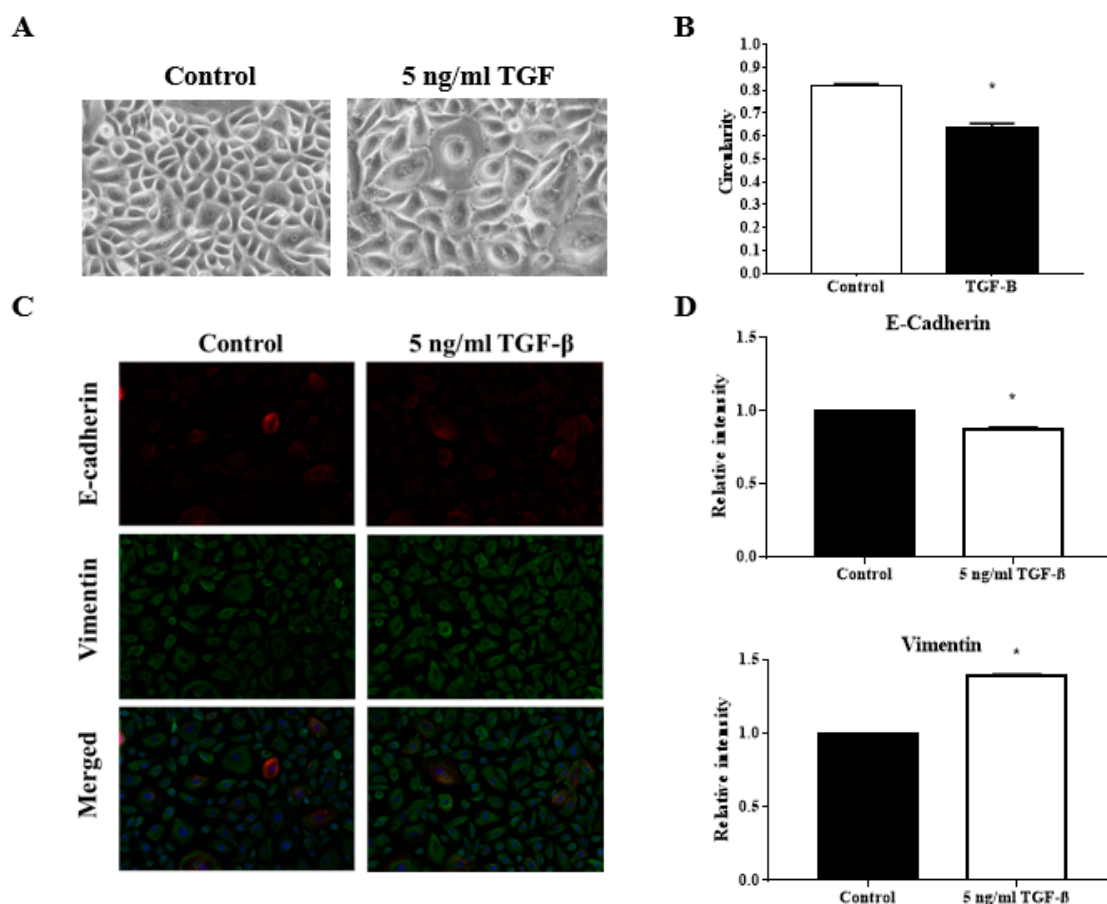 A
Control
5 ng/ml TGF
B
Circularity
1.0
0.9
0.8
0.7
0.6
0.5
0.4
0.3
0.2
0.1
0.0
*
Control
TGF-B
C
Control
5 ng/ml TGF-β
E-cadherin
Vimentin
Merged
D
E-Cadherin
Relative intensity
1.5
1.0
0.5
0.0
*
Control
5 ng/ml TGF-ß
Vimentin
Relative intensity
1.5
1.0
0.5
0.0
*
Control
5 ng/ml TGF-ß